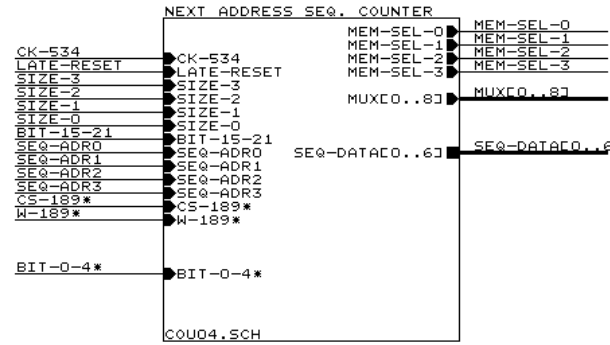 NEXT ADDRESS SEQ. COUNTER
MEM-SEL-0 MEM-SEL-0
MEM-SEL-1 MEM-SEL-1
MEM-SEL-2 MEM-SEL-2
MEM-SEL-3 MEM-SEL-3
CK-534 CK-534
LATE-RESET LATE-RESET
SIZE-3 SIZE-3
SIZE-2 SIZE-2 MUX[0..8] MUX[0..8]
SIZE-1 SIZE-1
SIZE-0 SIZE-0
BIT-15-21 BIT-15-21
SEQ-ADR0 SEQ-ADR0 SEQ-DATA[0..6] SEQ-DATA[0..6
SEQ-ADR1 SEQ-ADR1
SEQ-ADR2 SEQ-ADR2
SEQ-ADR3 SEQ-ADR3
CS-189* CS-189*
W-189* W-189*
BIT-0-4* BIT-0-4*
COU04.SCH